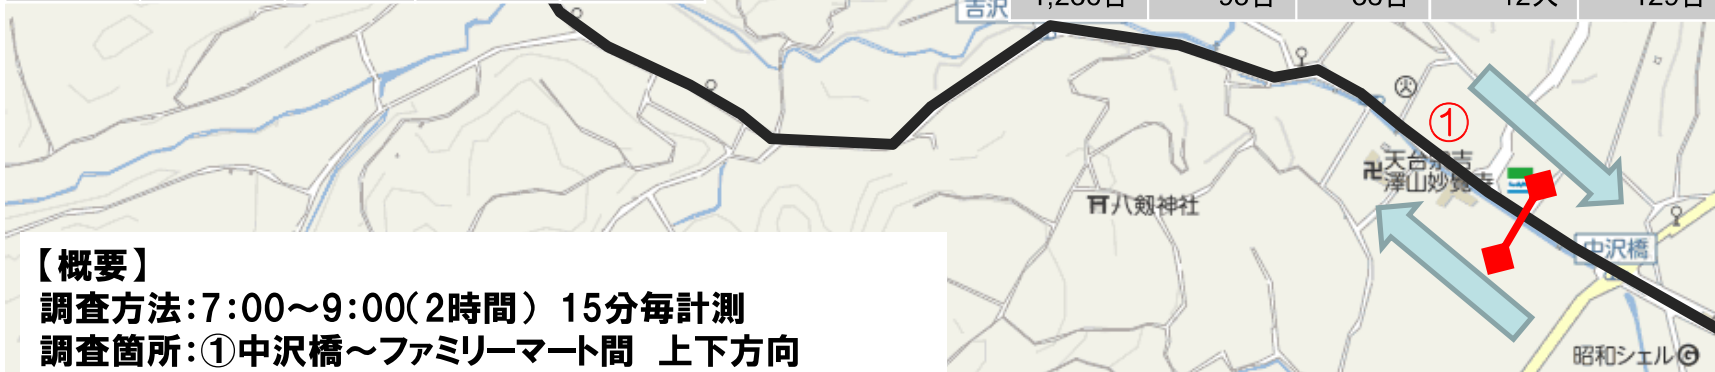 吉沢
①
天台宗吉
澤山妙覚寺
八剱神社
中沢橋
昭和シェル
【概要】
調査方法:7:00～9:00(2時間) 15分毎計測
調査箇所:①中沢橋～ファミリーマート間 上下方向